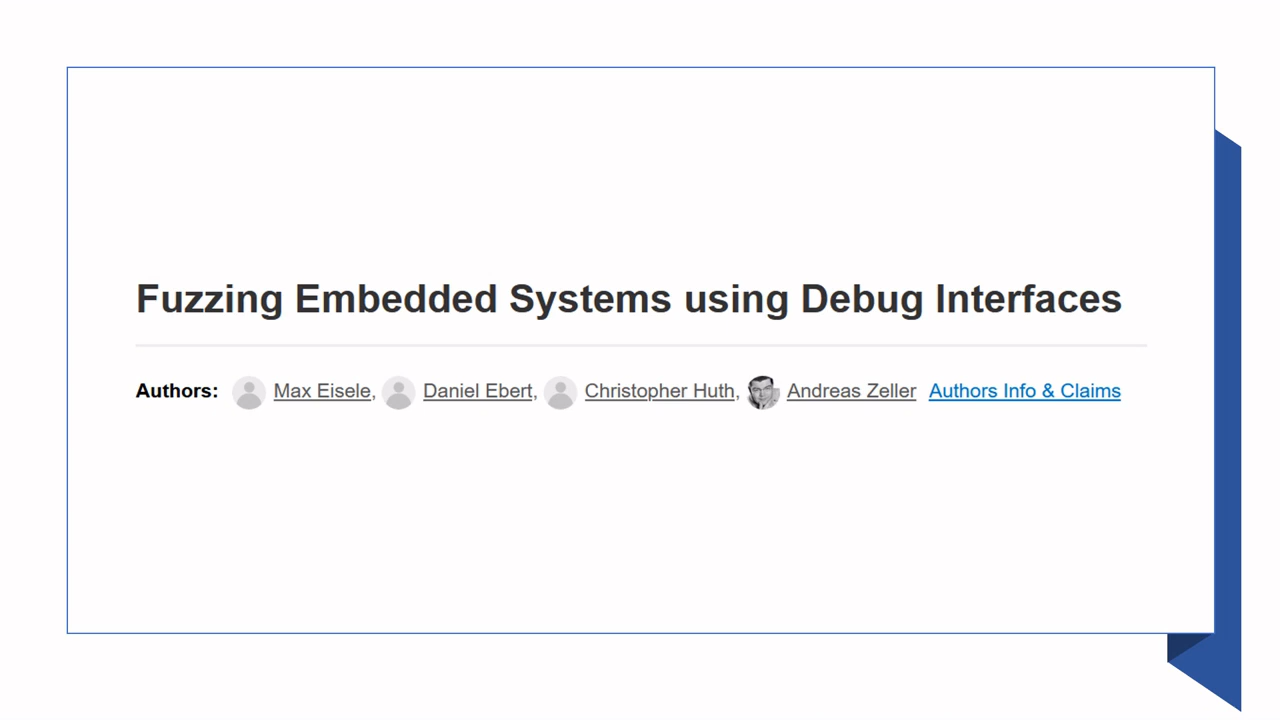 Fuzzing Embedded Systems using Debug Interfaces
Authors: Max Eisele, Daniel Ebert, Christopher Huth, Andreas Zeller Authors Info & Claims